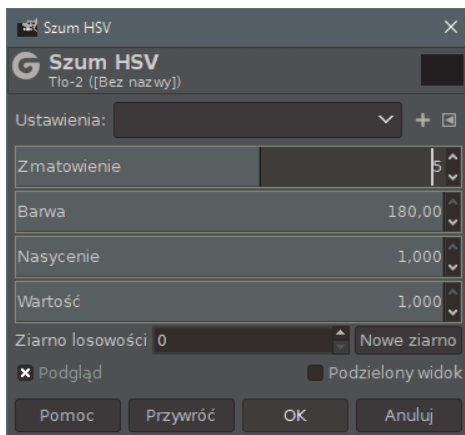 Szum HSV
Szum HSV
Tło-2 ([Bez nazwy])
Ustawienia:
Zmatowienie 5
Barwa 180,00
Nasycenie 1,000
Wartość 1,000
Ziarno losowości 0 Nowe ziarno
Podgląd Podzielony widok
Pomoc Przywróć OK Anuluj